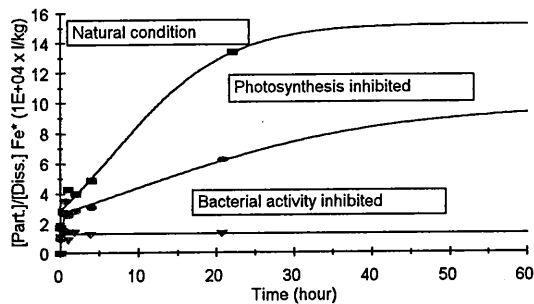 16
14
12
10
8
6
4
2
0
[Part.]/[Diss.] Fe* (1E+04 x l/kg)
Natural condition
Photosynthesis inhibited
Bacterial activity inhibited
0 10 20 30 40 50 60
Time (hour)